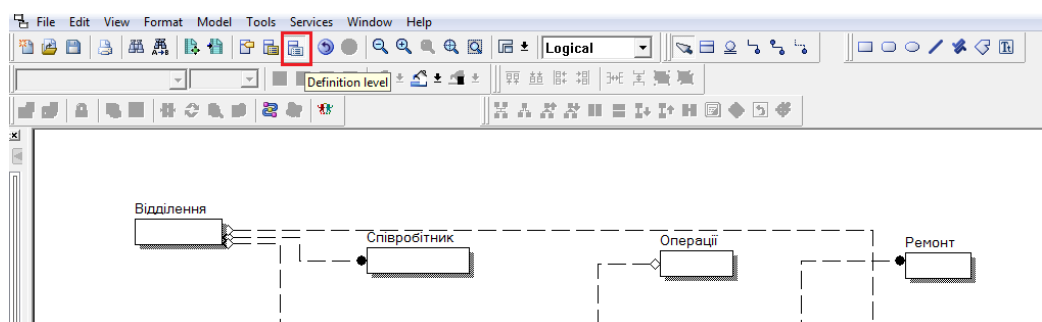 File Edit View Format Model Tools Services Window Help
Logical
Definition level
Відділення
Співробітник
Операції
Ремонт